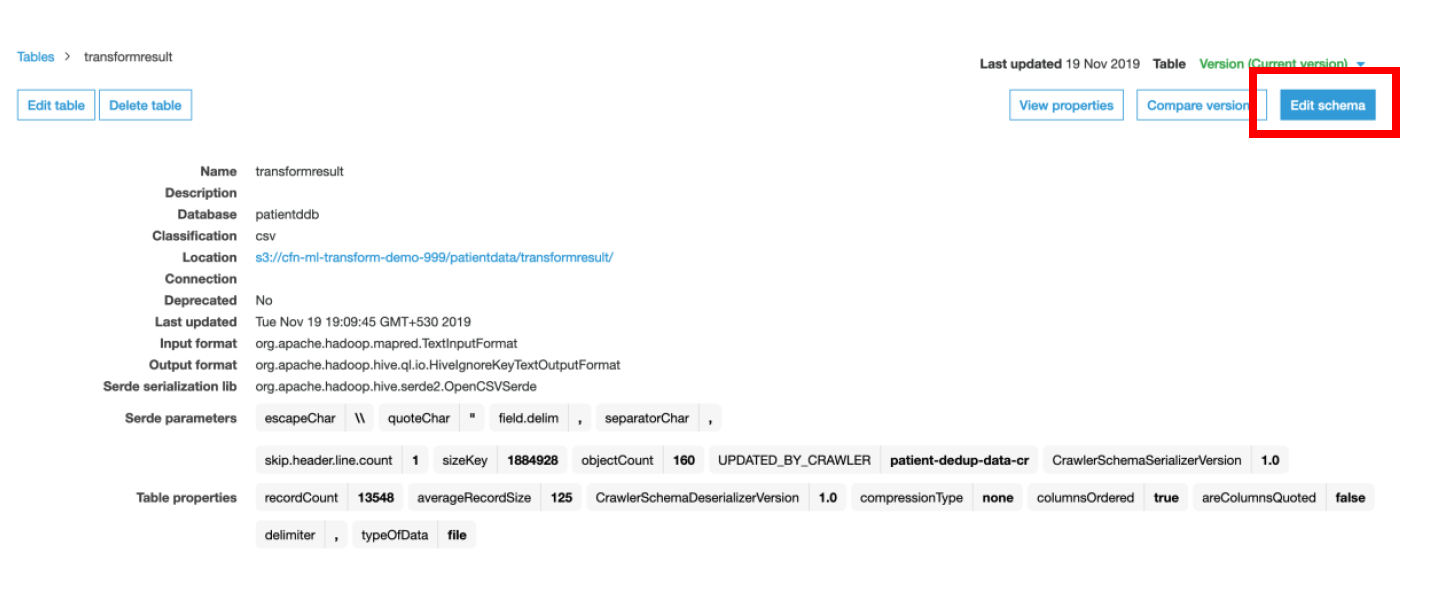 Tables > transformresult
Last updated 19 Nov 2019 Table Version (Current version)
Edit table Delete table View properties Compare version Edit schema
Name transformresult
Description
Database patientddb
Classification csv
Location s3://cfn-ml-transform-demo-999/patientdata/transformresult/
Connection
Deprecated No
Last updated Tue Nov 19 19:09:45 GMT+530 2019
Input format org.apache.hadoop.mapred.TextInputFormat
Output format org.apache.hadoop.hive.ql.io.HiveIgnoreKeyTextOutputFormat
Serde serialization lib org.apache.hadoop.hive.serde2.OpenCSVSerde
Serde parameters escapeChar \\ quoteChar " field.delim , separatorChar ,
skip.header.line.count 1 sizeKey 1884928 objectCount 160 UPDATED_BY_CRAWLER patient-dedup-data-cr CrawlerSchemaSerializerVersion 1.0
Table properties recordCount 13548 averageRecordSize 125 CrawlerSchemaDeserializerVersion 1.0 compressionType none columnsOrdered true areColumnsQuoted false
delimiter , typeOfData file